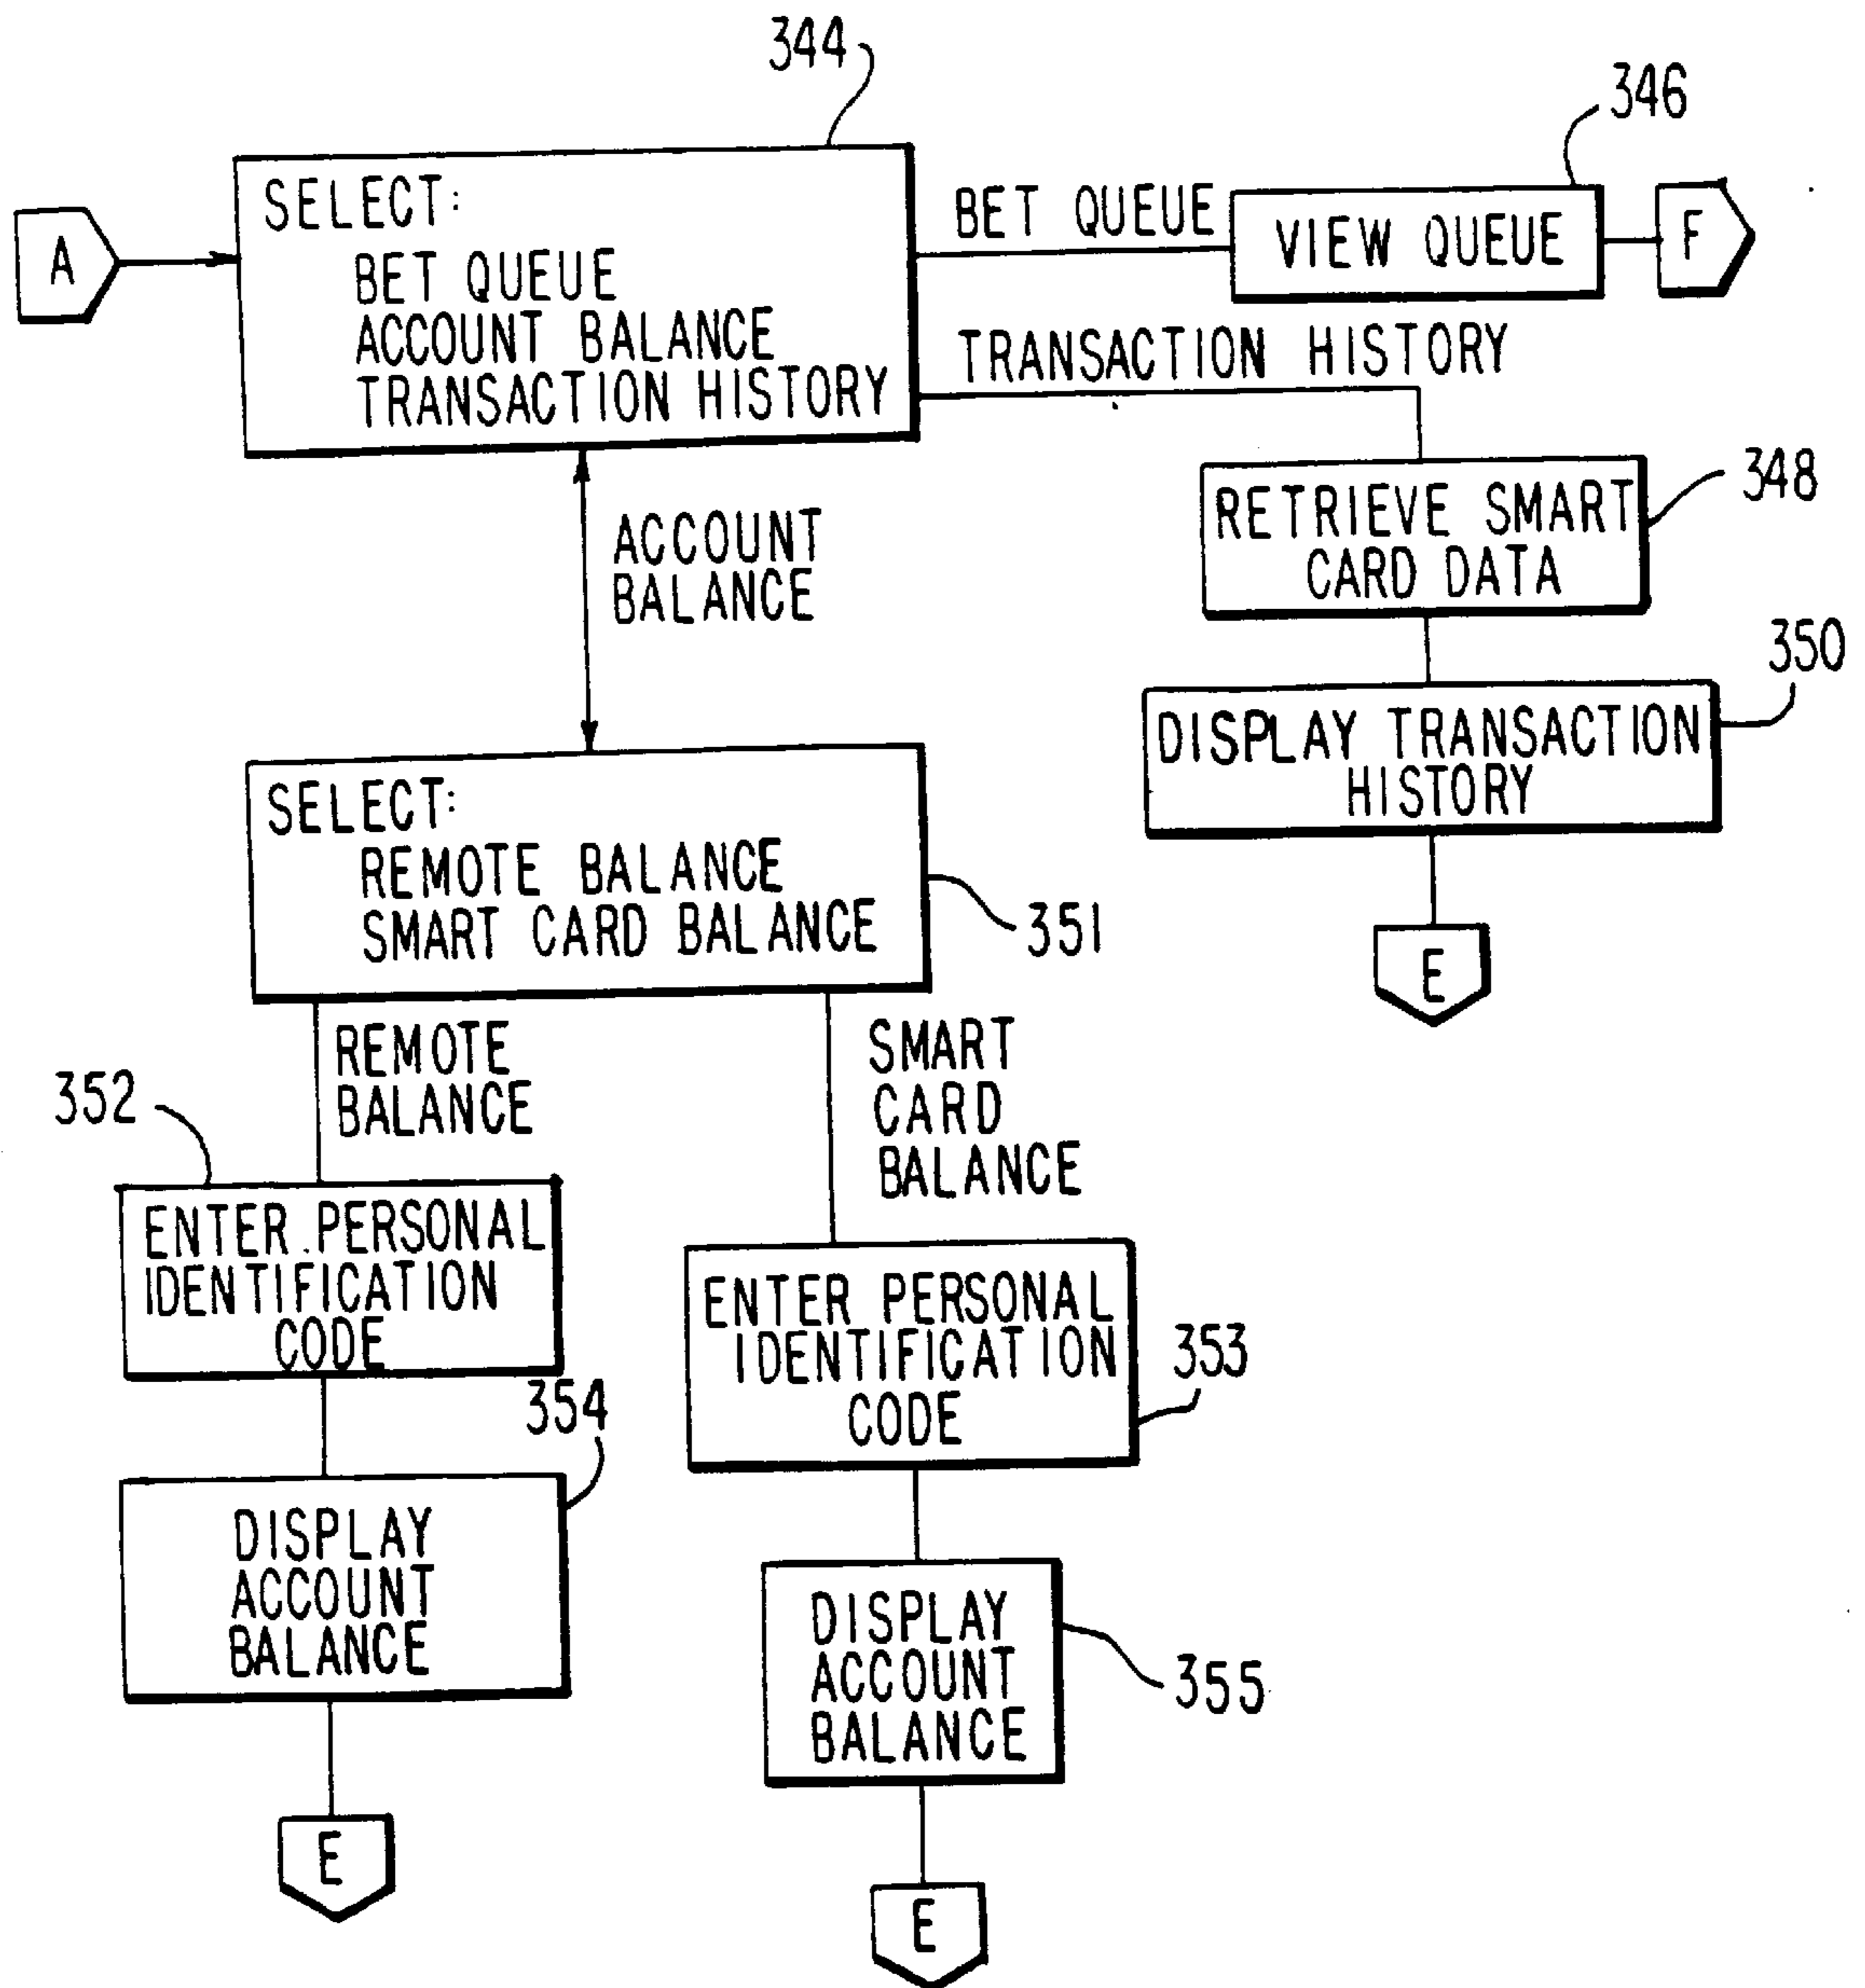 344
346
A
SELECT:
BET QUEUE
ACCOUNT BALANCE
TRANSACTION HISTORY
BET QUEUE
VIEW QUEUE
F
TRANSACTION HISTORY
348
RETRIEVE SMART
CARD DATA
350
DISPLAY TRANSACTION
HISTORY
E
ACCOUNT
BALANCE
SELECT:
REMOTE BALANCE
SMART CARD BALANCE
351
REMOTE
BALANCE
352
ENTER PERSONAL
IDENTIFICATION
CODE
354
DISPLAY
ACCOUNT
BALANCE
E
SMART
CARD
BALANCE
ENTER PERSONAL
IDENTIFICATION
CODE
353
DISPLAY
ACCOUNT
BALANCE
355
E